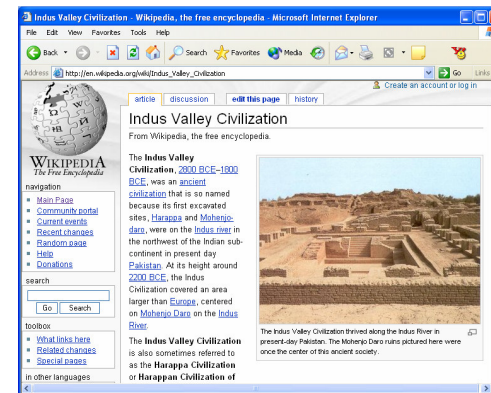 Indus Valley Civilization - Wikipedia, the free encyclopedia - Microsoft Internet Explorer
File Edit View Favorites Tools Help
Back Search Favorites Media
Address http://en.wikipedia.org/wiki/Indus_Valley_Civilization Go Links
Create an account or log in
article discussion edit this page history
WIKIPEDIA
The Free Encyclopedia
navigation
Main Page
Community portal
Current events
Recent changes
Random page
Help
Donations
search
Go Search
toolbox
What links here
Related changes
Special pages
in other languages
Indus Valley Civilization
From Wikipedia, the free encyclopedia.
The Indus Valley
Civilization, 2800 BCE–1800
BCE, was an ancient
civilization that is so named
because its first excavated
sites, Harappa and Mohenjo-
daro, were on the Indus river in
the northwest of the Indian sub-
continent in present day
Pakistan. At its height around
2200 BCE, the Indus
Civilization covered an area
larger than Europe, centered
on Mohenjo Daro on the Indus
River.
The Indus Valley Civilization
is also sometimes referred to
as the Harappa Civilization
or Harappan Civilization of
The Indus Valley Civilization thrived along the Indus River in
present-day Pakistan. The Mohenjo Daro ruins pictured here were
once the center of this ancient society.